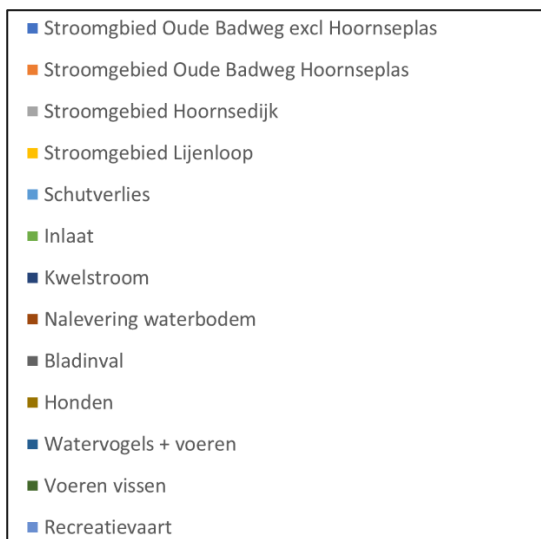 Stroomgbied Oude Badweg excl Hoornseplas
Stroomgebied Oude Badweg Hoornseplas
Stroomgebied Hoornsedijk
Stroomgebied Lijenloop
Schutverlies
Inlaat
Kwelstroom
Nalevering waterbodem
Bladinval
Honden
Watervogels + voeren
Voeren vissen
Recreatievaart